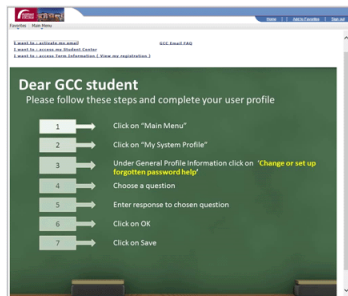 Home | Add to Favorites | Sign out
Favorites Main Menu
I want to : activate my email GCC Email FAQ
I want to : access my Student Center
I want to : access form Information ( View my registration )
Dear GCC student
Please follow these steps and complete your user profile
1 Click on "Main Menu"
2 Click on "My System Profile"
3 Under General Profile Information click on 'Change or set up
forgotten password help'
4 Choose a question
5 Enter response to chosen question
6 Click on OK
7 Click on Save